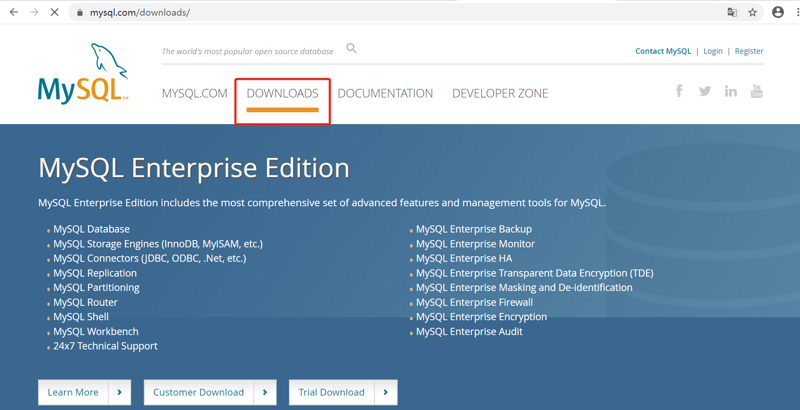 mysql.com/downloads/
The world's most popular open source database
Contact MySQL | Login | Register
MySQL
MYSQL.COM DOWNLOADS DOCUMENTATION DEVELOPER ZONE
MySQL Enterprise Edition
MySQL Enterprise Edition includes the most comprehensive set of advanced features and management tools for MySQL.
MySQL Database
MySQL Storage Engines (InnoDB, MyISAM, etc.)
MySQL Connectors (JDBC, ODBC, .Net, etc.)
MySQL Replication
MySQL Partitioning
MySQL Router
MySQL Shell
MySQL Workbench
24x7 Technical Support
MySQL Enterprise Backup
MySQL Enterprise Monitor
MySQL Enterprise HA
MySQL Enterprise Transparent Data Encryption (TDE)
MySQL Enterprise Masking and De-identification
MySQL Enterprise Firewall
MySQL Enterprise Encryption
MySQL Enterprise Audit
Learn More Customer Download Trial Download